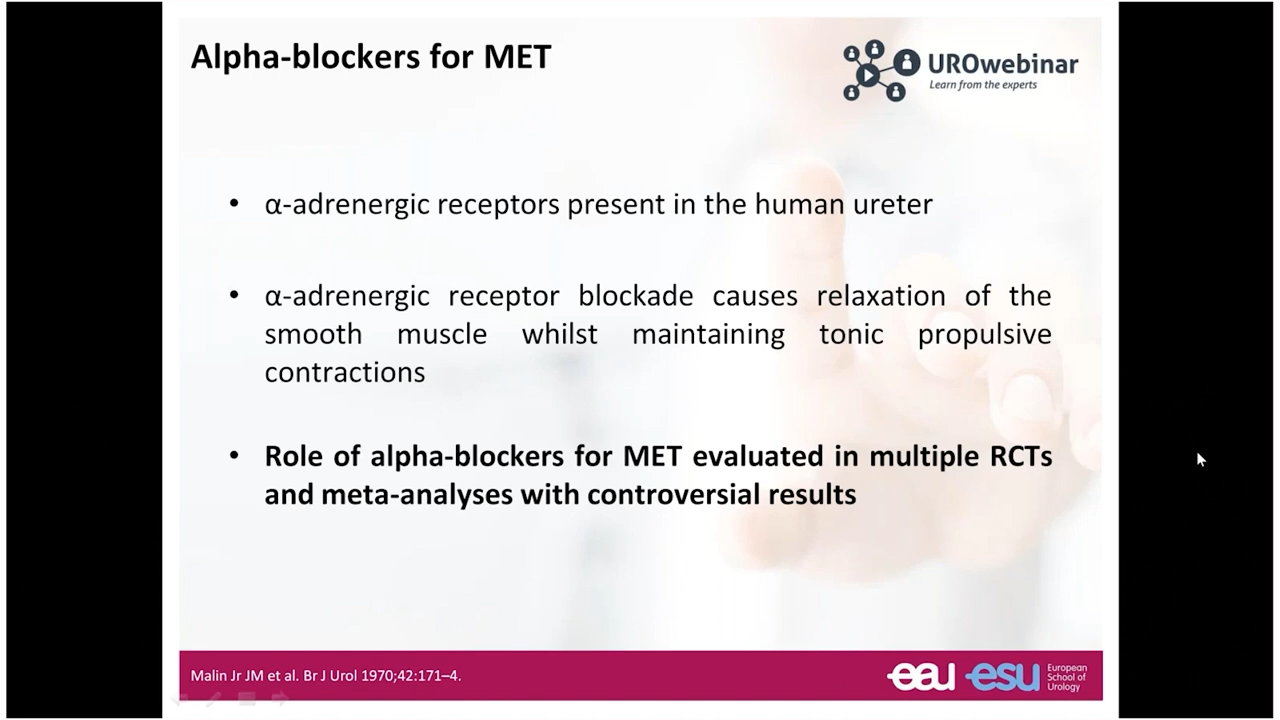 Alpha-blockers for MET
UROwebinar
Learn from the experts
• α-adrenergic receptors present in the human ureter
• α-adrenergic receptor blockade causes relaxation of the
smooth muscle whilst maintaining tonic propulsive
contractions
• Role of alpha-blockers for MET evaluated in multiple RCTs
and meta-analyses with controversial results
Malin Jr JM et al. Br J Urol 1970;42:171–4.
eau esu European
School of
Urology